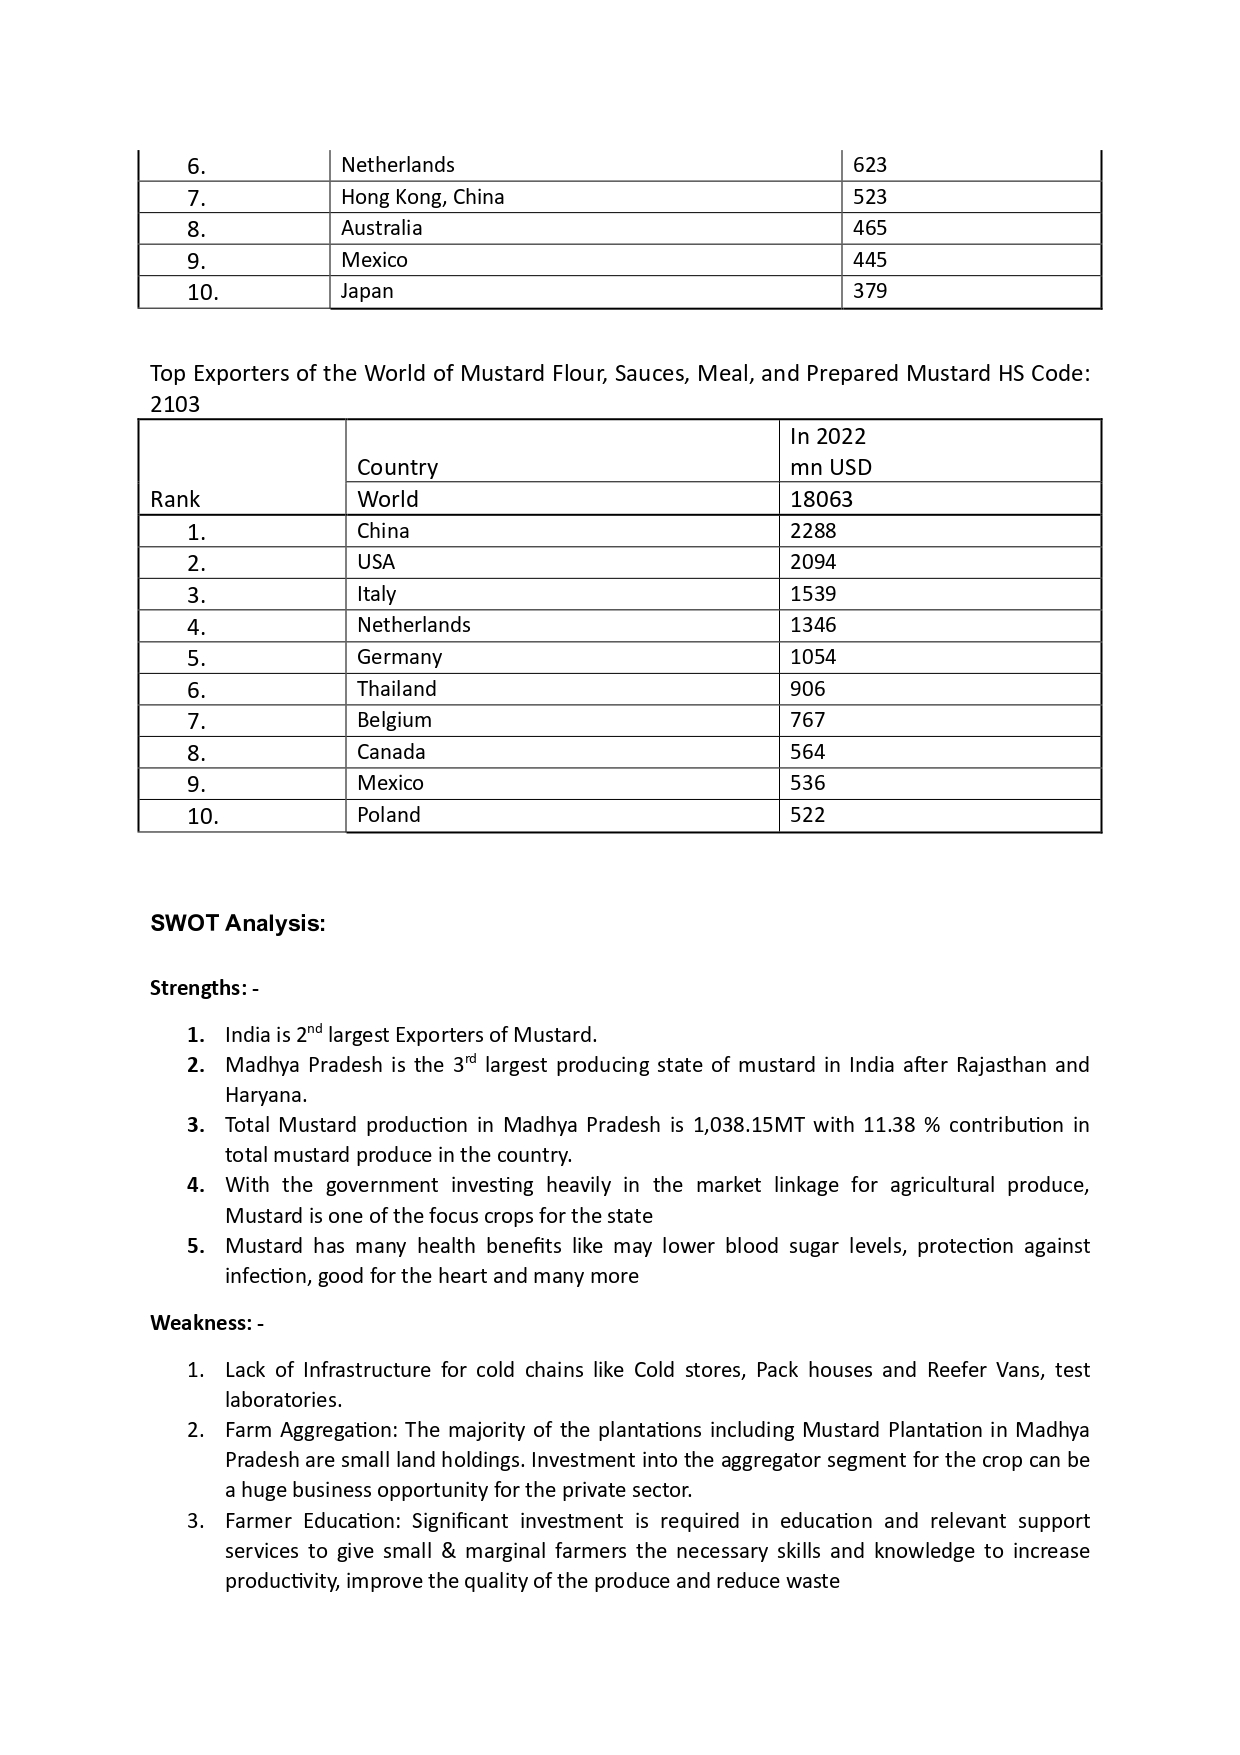 6. Netherlands 623
7. Hong Kong, China 523
8. Australia 465
9. Mexico 445
10. Japan 379
Top Exporters of the World of Mustard Flour, Sauces, Meal, and Prepared Mustard HS Code:
2103
In 2022
Country mn USD
Rank World 18063
1. China 2288
2. USA 2094
3. Italy 1539
4. Netherlands 1346
5. Germany 1054
6. Thailand 906
7. Belgium 767
8. Canada 564
9. Mexico 536
10. Poland 522
SWOT Analysis:
Strengths: -
1. India is 2nd largest Exporters of Mustard.
2. Madhya Pradesh is the 3rd largest producing state of mustard in India after Rajasthan and
Haryana.
3. Total Mustard production in Madhya Pradesh is 1,038.15MT with 11.38 % contribution in
total mustard produce in the country.
4. With the government investing heavily in the market linkage for agricultural produce,
Mustard is one of the focus crops for the state
5. Mustard has many health benefits like may lower blood sugar levels, protection against
infection, good for the heart and many more
Weakness: -
1. Lack of Infrastructure for cold chains like Cold stores, Pack houses and Reefer Vans, test
laboratories.
2. Farm Aggregation: The majority of the plantations including Mustard Plantation in Madhya
Pradesh are small land holdings. Investment into the aggregator segment for the crop can be
a huge business opportunity for the private sector.
3. Farmer Education: Significant investment is required in education and relevant support
services to give small & marginal farmers the necessary skills and knowledge to increase
productivity, improve the quality of the produce and reduce waste